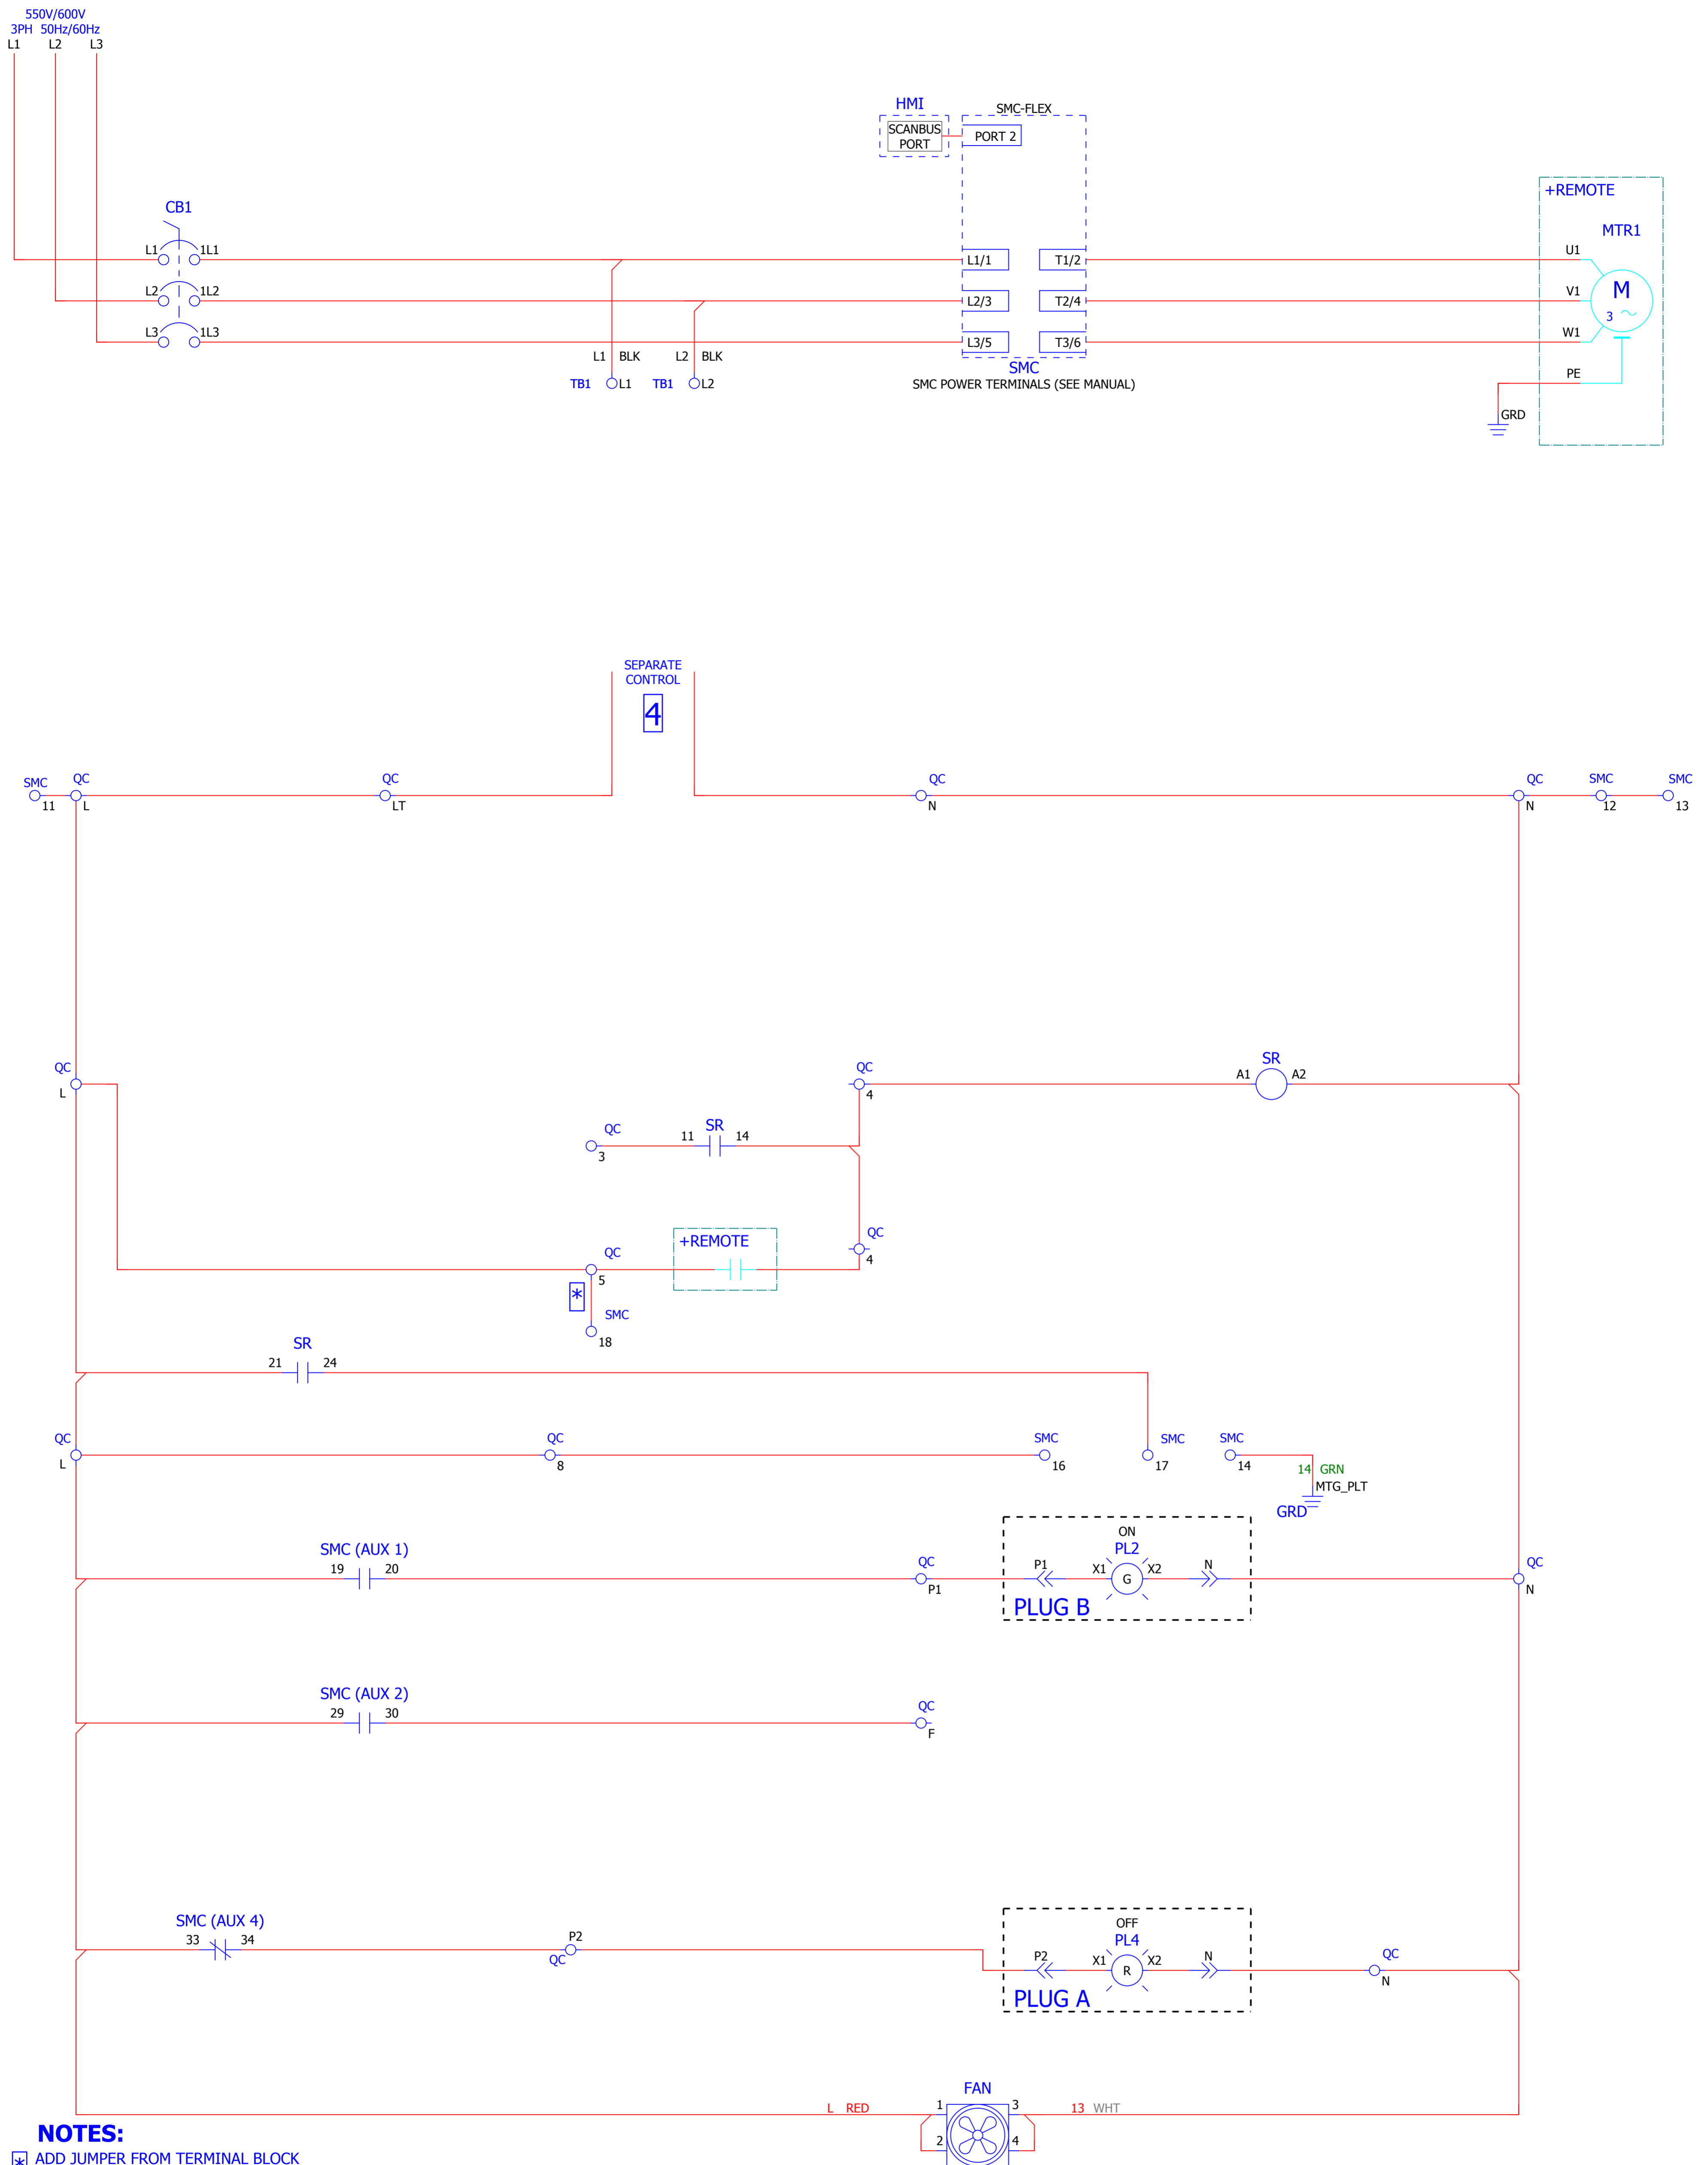 550V/600V
3PH 50Hz/60Hz
L1 L2 L3
HMI
SCANBUS
PORT
SMC-FLEX
PORT 2
+REMOTE
MTR1
CB1
L1 1L1
L1/1 T1/2
U1
L2 1L2
L2/3 T2/4
V1
M
3
L3 1L3
L3/5 T3/6
W1
L1 BLK L2 BLK
SMC
PE
TB1 L1 TB1 L2
SMC POWER TERMINALS (SEE MANUAL)
GRD
SEPARATE
CONTROL
4
SMC QC QC QC QC SMC SMC
11 L LT N N 12 13
QC QC SR
L 4 A1 A2
QC SR
3 11 14
+REMOTE
QC
4
QC
5
*
SMC
18
SR
21 24
QC QC SMC SMC SMC
L 8 16 17 14
14 GRN
MTG_PLT
GRD
SMC (AUX 1)
19 20
QC
P1
ON
PL2
P1 X1 G X2 N
PLUG B
QC
N
SMC (AUX 2)
29 30
QC
F
SMC (AUX 4)
33 34
P2
QC
OFF
PL4
P2 X1 R X2 N
PLUG A
QC
N
FAN
L RED 1 3 13 WHT
2 4
NOTES:
* ADD JUMPER FROM TERMINAL BLOCK